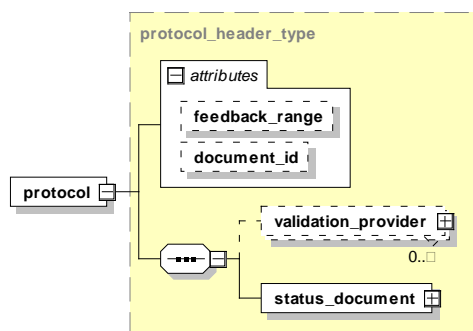 protocol_header_type
attributes
feedback_range
document_id
protocol
validation_provider
0..□
status_document